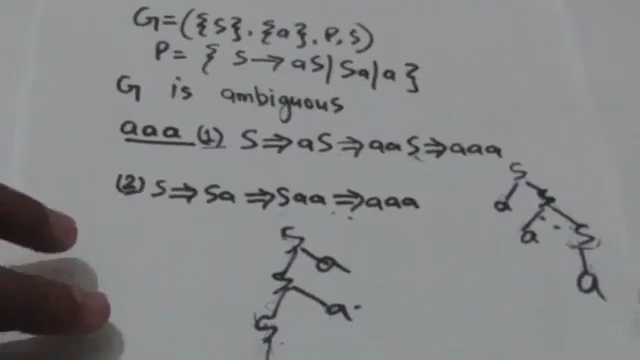 G=({S}, {a}, P, S)
P= { S→aS|Sa|a}
G is ambiguous
aaa (1) S⇒aS⇒aaS⇒aaa
(2) S⇒Sa⇒Saa⇒aaa
S
a S
a S
a
S
S a
S a